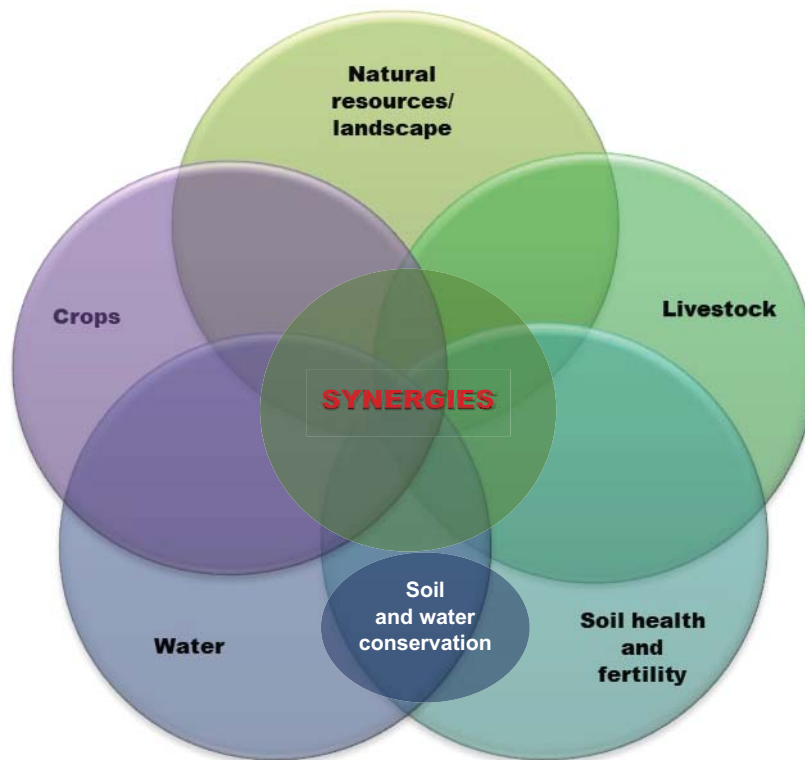 Natural
resources/
landscape
Crops
Livestock
SYNERGIES
Soil
and water
conservation
Water
Soil health
and
fertility